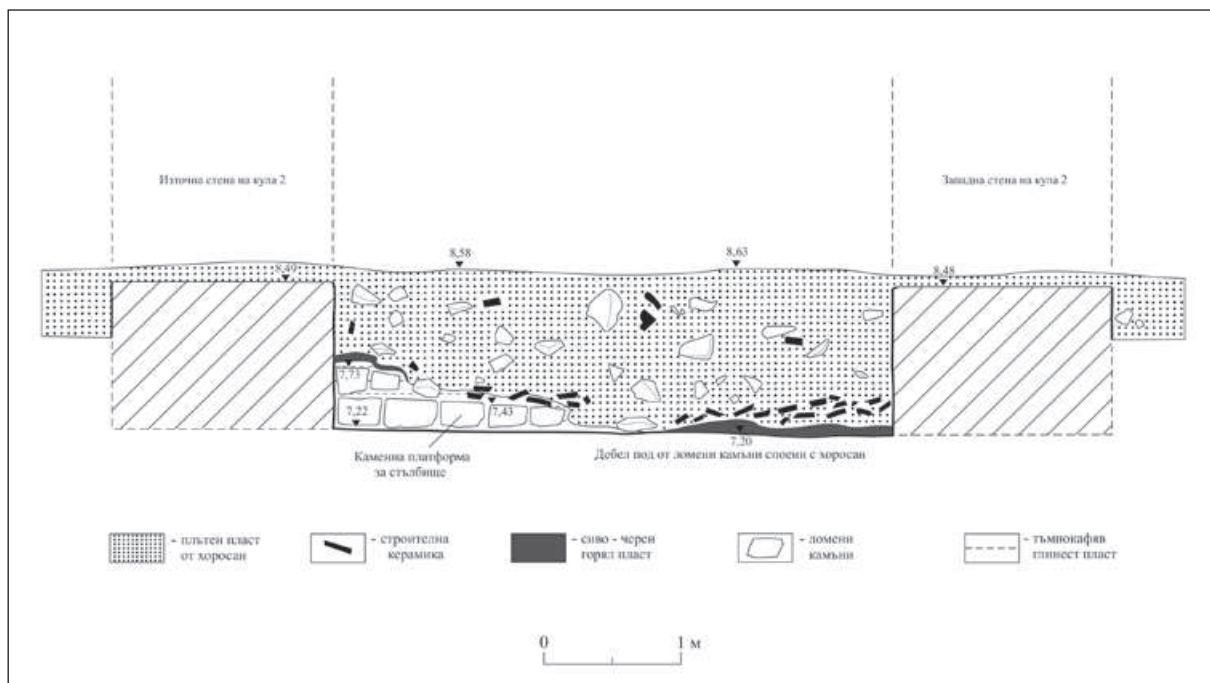 Източна стена на кула 2
Западна стена на кула 2
8,58
8,63
8,49
8,48
7,73
7,22
7,43
7,20
Каменна платформа
за стълбище
Дебел под от ломени камъни споени с хоросан
- плътен пласт
от хоросан
- строителна
керамика
- сиво - черен
горял пласт
- ломени
камъни
- тъмнокафяв
глинест пласт
0
1 м